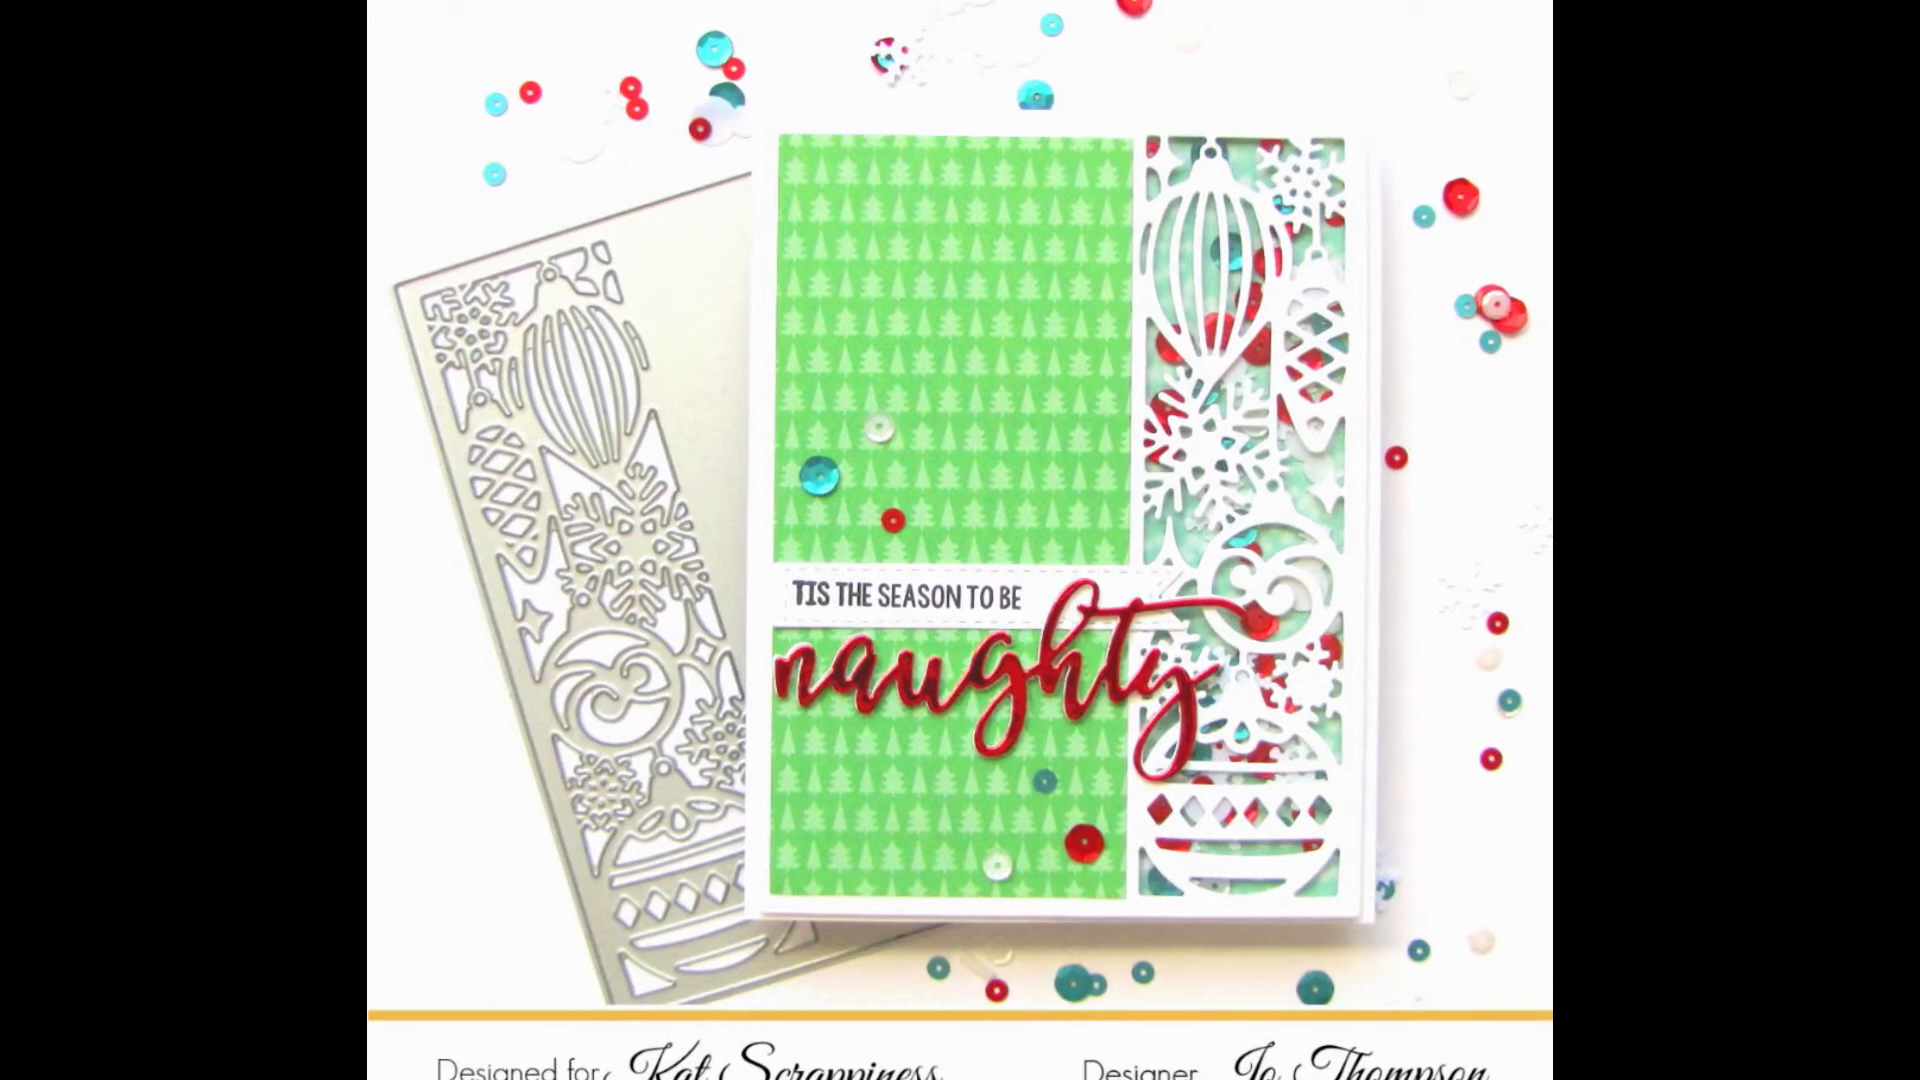 TIS THE SEASON TO BE
naughty
Designed for Kat Scrappiness
Designer Jo Thompson